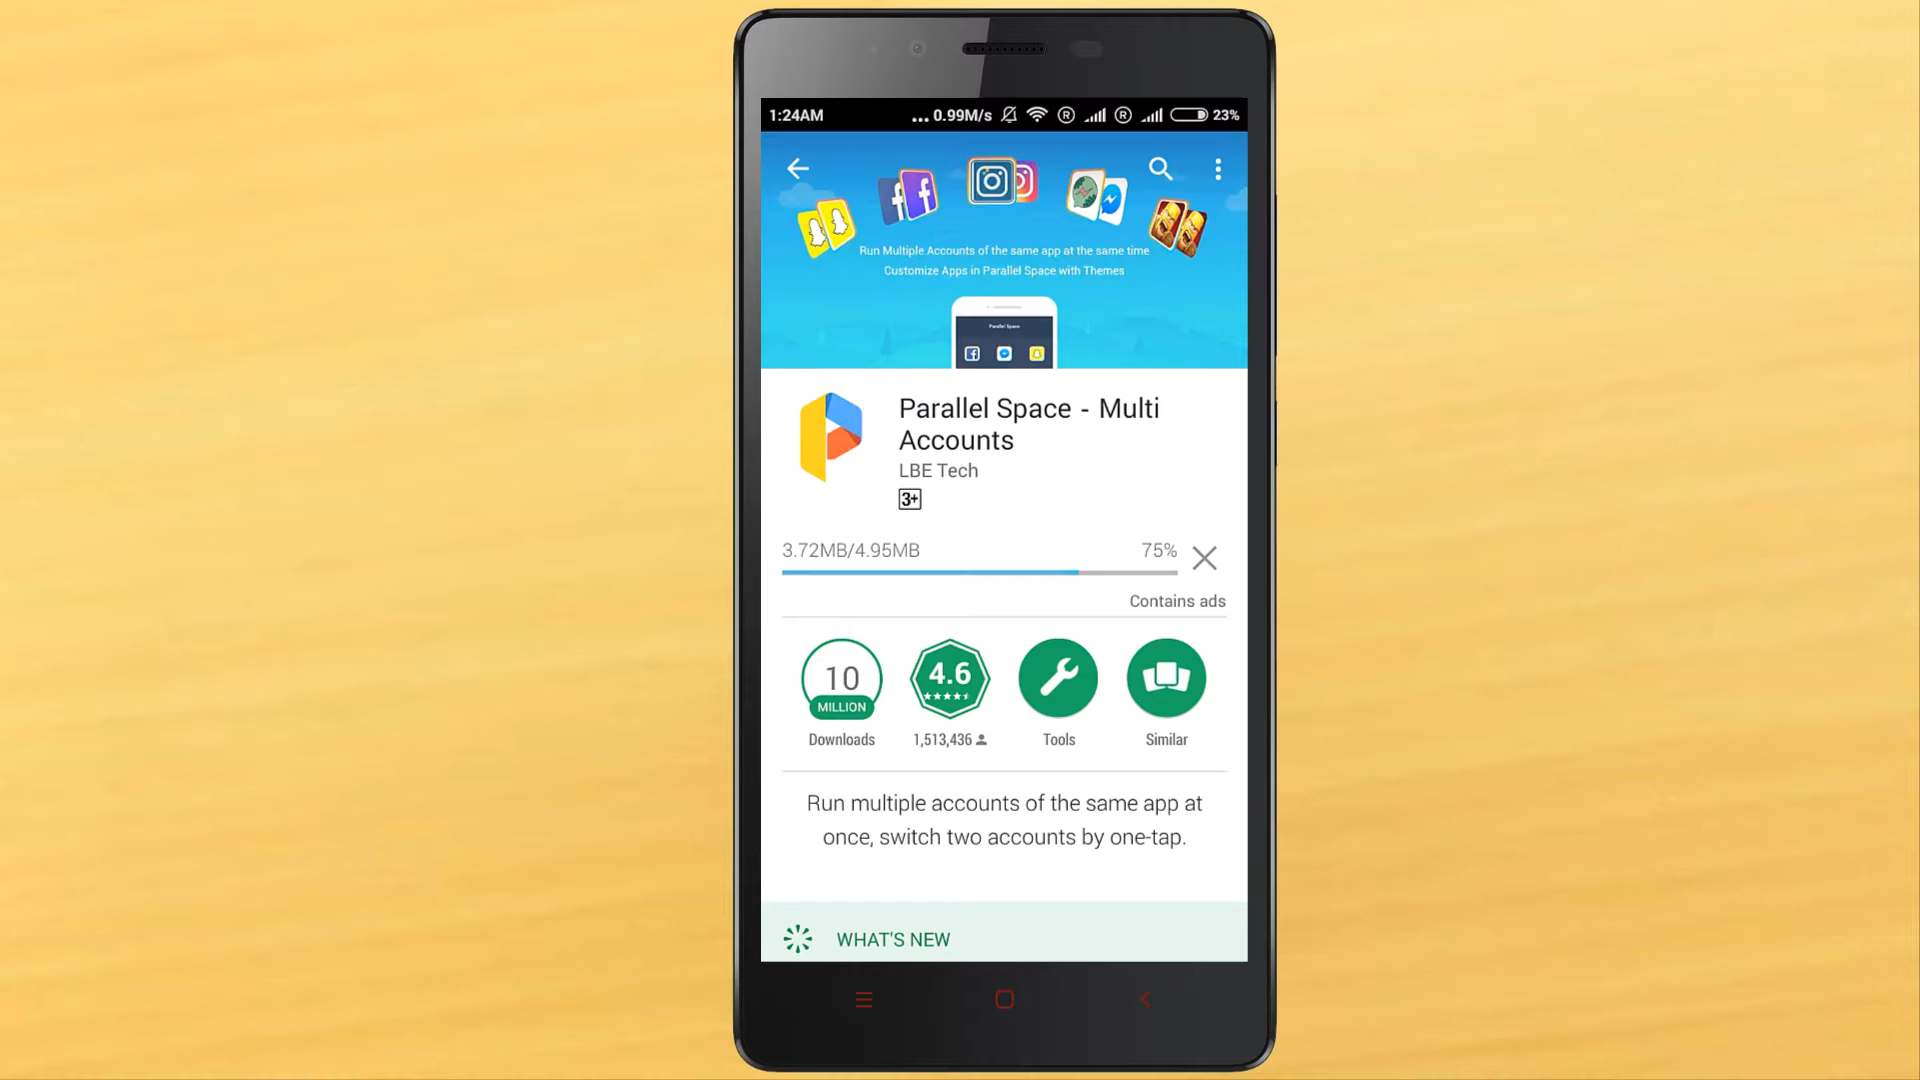 1:24AM
... 0.99M/s
R
R
23%
Run Multiple Accounts of the same app at the same time
Customize Apps in Parallel Space with Themes
Parallel Space
Parallel Space - Multi
Accounts
LBE Tech
3+
3.72MB/4.95MB 75%
Contains ads
10
MILLION
4.6
Downloads
1,513,436
Tools
Similar
Run multiple accounts of the same app at
once, switch two accounts by one-tap.
WHAT'S NEW